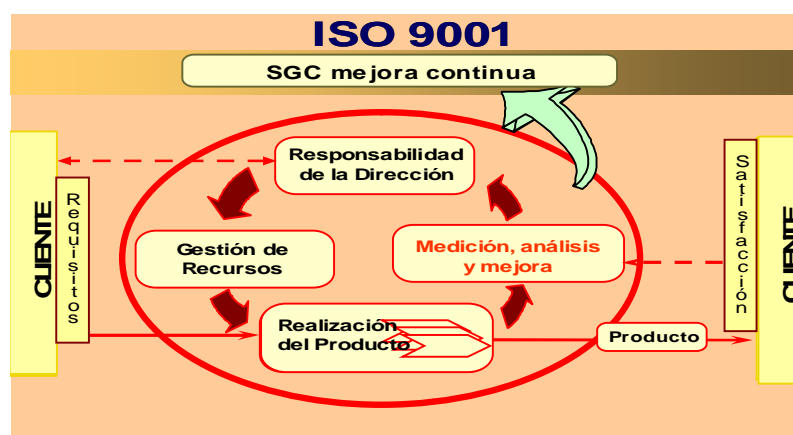 ISO 9001
SGC mejora continua
Responsabilidad
de la Dirección
CLIENTE
Requisitos
Gestión de
Recursos
Medición, análisis
y mejora
Satisfacción
CLIENTE
Realización
del Producto
Producto